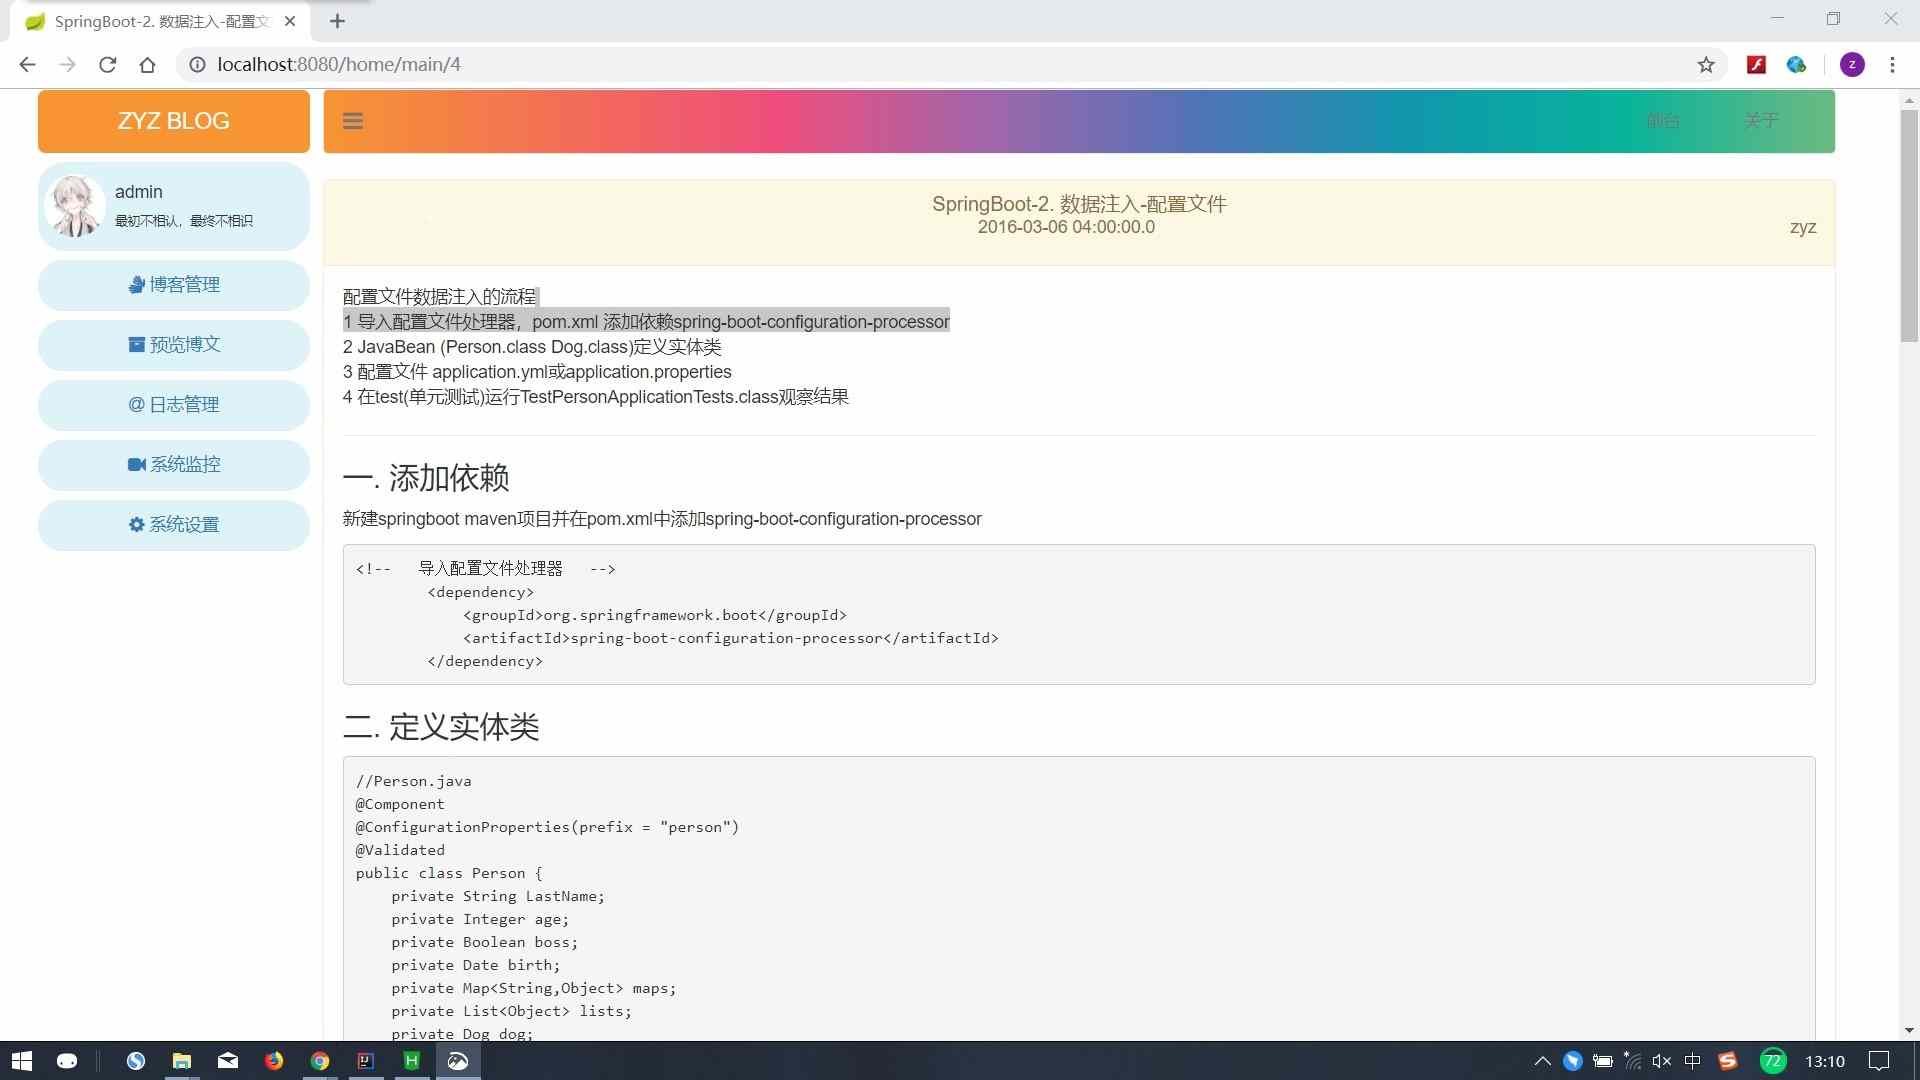 SpringBoot-2. 数据注入-配置文
localhost:8080/home/main/4
z
ZYZ BLOG
前台
关于
admin
最初不相认，最终不相识
博客管理
预览博文
@ 日志管理
系统监控
系统设置
SpringBoot-2. 数据注入-配置文件
2016-03-06 04:00:00.0
zyz
配置文件数据注入的流程
1 导入配置文件处理器，pom.xml 添加依赖spring-boot-configuration-processor
2 JavaBean (Person.class Dog.class)定义实体类
3 配置文件 application.yml或application.properties
4 在test(单元测试)运行TestPersonApplicationTests.class观察结果
一. 添加依赖
新建springboot maven项目并在pom.xml中添加spring-boot-configuration-processor
<!--   导入配置文件处理器   -->
<dependency>
<groupId>org.springframework.boot</groupId>
<artifactId>spring-boot-configuration-processor</artifactId>
</dependency>
二. 定义实体类
//Person.java
@Component
@ConfigurationProperties(prefix = "person")
@Validated
public class Person {
private String LastName;
private Integer age;
private Boolean boss;
private Date birth;
private Map<String,Object> maps;
private List<Object> lists;
private Dog dog;
中
72
13:10